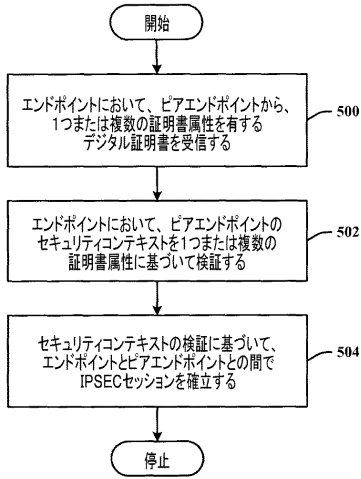 開始
エンドポイントにおいて、ピアエンドポイントから、
1つまたは複数の証明書属性を有する
デジタル証明書を受信する
500
エンドポイントにおいて、ピアエンドポイントの
セキュリティコンテキストを1つまたは複数の
証明書属性に基づいて検証する
502
セキュリティコンテキストの検証に基づいて、
エンドポイントとピアエンドポイントとの間で
IPSECセッションを確立する
504
停止